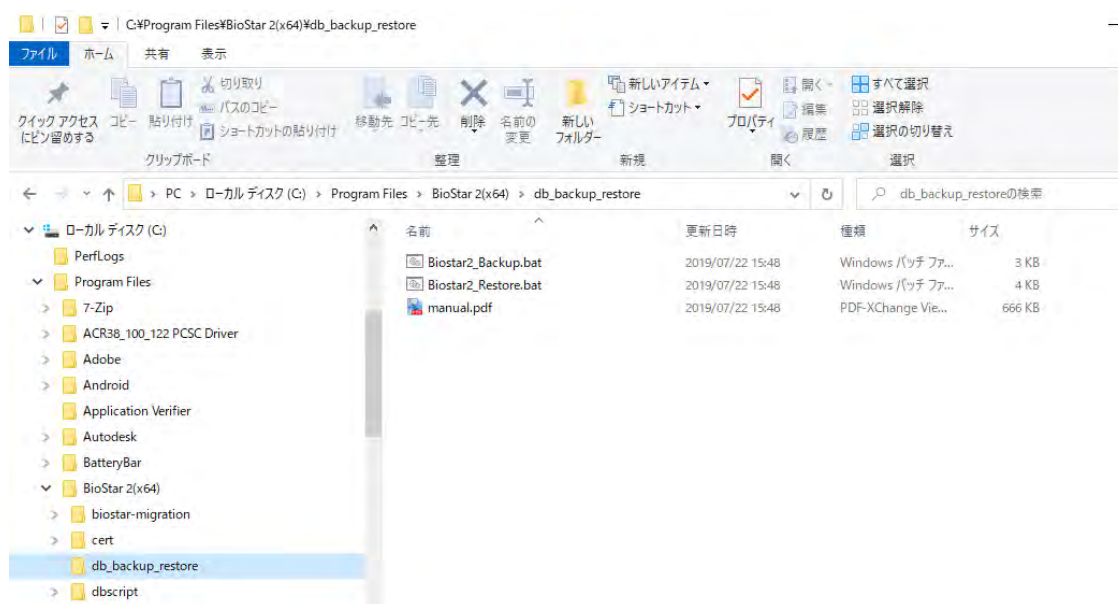 C:¥Program Files¥BioStar 2(x64)¥db_backup_restore
ファイル ホーム 共有 表示
クイック アクセス
にピン留めする
コピー
貼り付け
切り取り
パスのコピー
ショートカットの貼り付け
クリップボード
移動先
コピー先
削除
名前の
変更
整理
新しい
フォルダー
新しいアイテム
ショートカット
新規
プロパティ
開く
編集
履歴
開く
すべて選択
選択解除
選択の切り替え
選択
PC > ローカル ディスク (C:) > Program Files > BioStar 2(x64) > db_backup_restore
db_backup_restoreの検索
ローカル ディスク (C:)
PerfLogs
Program Files
7-Zip
ACR38_100_122 PCSC Driver
Adobe
Android
Application Verifier
Autodesk
BatteryBar
BioStar 2(x64)
biostar-migration
cert
db_backup_restore
dbscript
名前 更新日時 種類 サイズ
Biostar2_Backup.bat 2019/07/22 15:48 Windows バッチ ファ... 3 KB
Biostar2_Restore.bat 2019/07/22 15:48 Windows バッチ ファ... 4 KB
manual.pdf 2019/07/22 15:48 PDF-XChange Vie... 666 KB